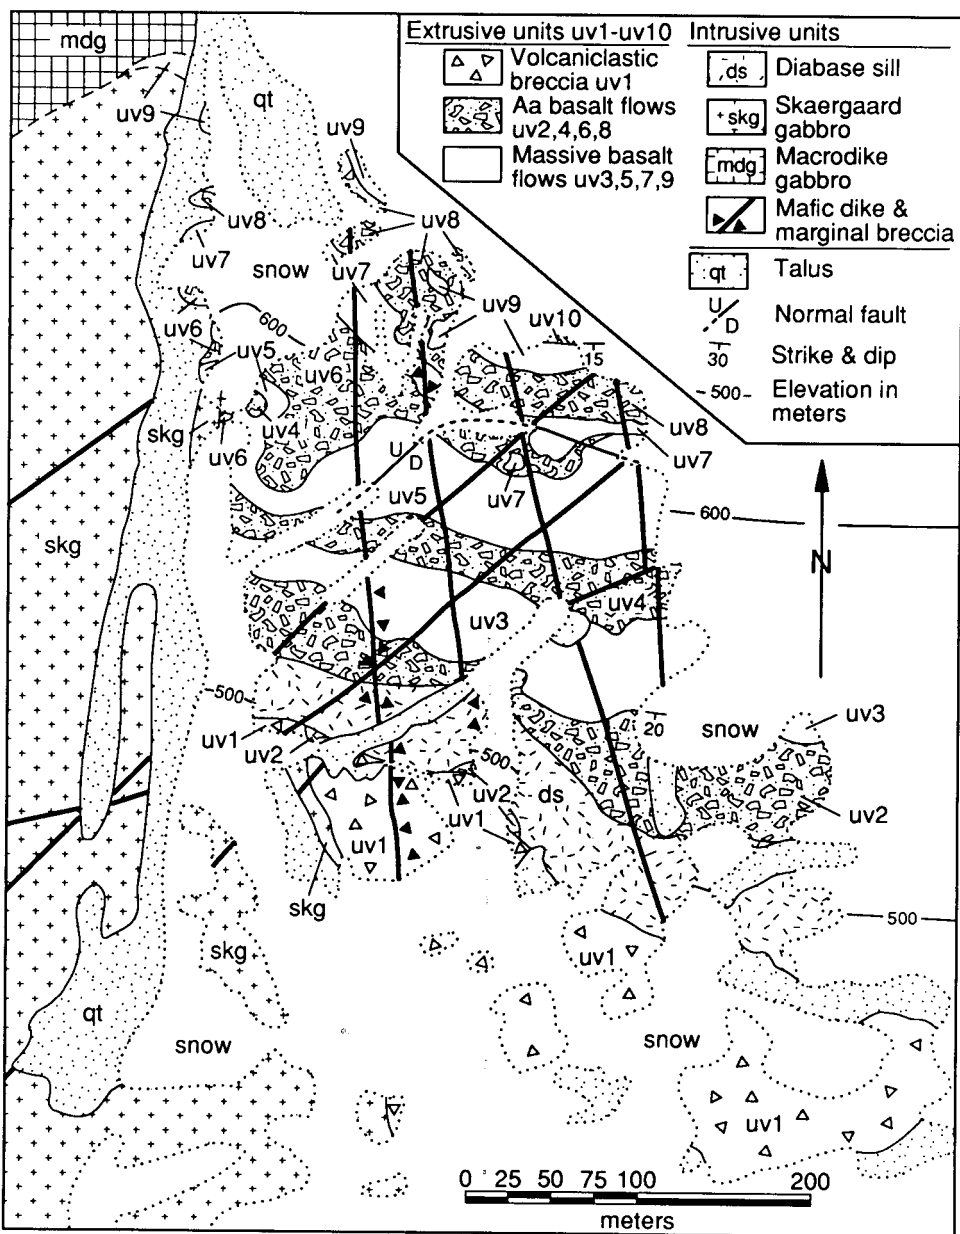 Extrusive units uv1-uv10
Volcaniclastic
breccia uv1
Aa basalt flows
uv2,4,6,8
Massive basalt
flows uv3,5,7,9
Intrusive units
ds
Diabase sill
skg
Skaergaard
gabbro
mdg
Macrodike
gabbro
Mafic dike &
marginal breccia
qt
Talus
U
D
Normal fault
30
Strike & dip
-500-
Elevation in
meters
mdg
uv9
qt
uv9
uv8
uv8
uv7
snow
uv7
uv9
uv10
15
uv6
600
uv5
uv6
uv4
skg
uv6
uv8
uv7
U
D
uv5
uv7
600
N
skg
uv4
uv3
500
uv1
uv2
20
snow
uv3
500
uv2
ds
uv1
uv2
uv1
skg
500
uv1
skg
qt
snow
snow
uv1
0 25 50 75 100 200
meters